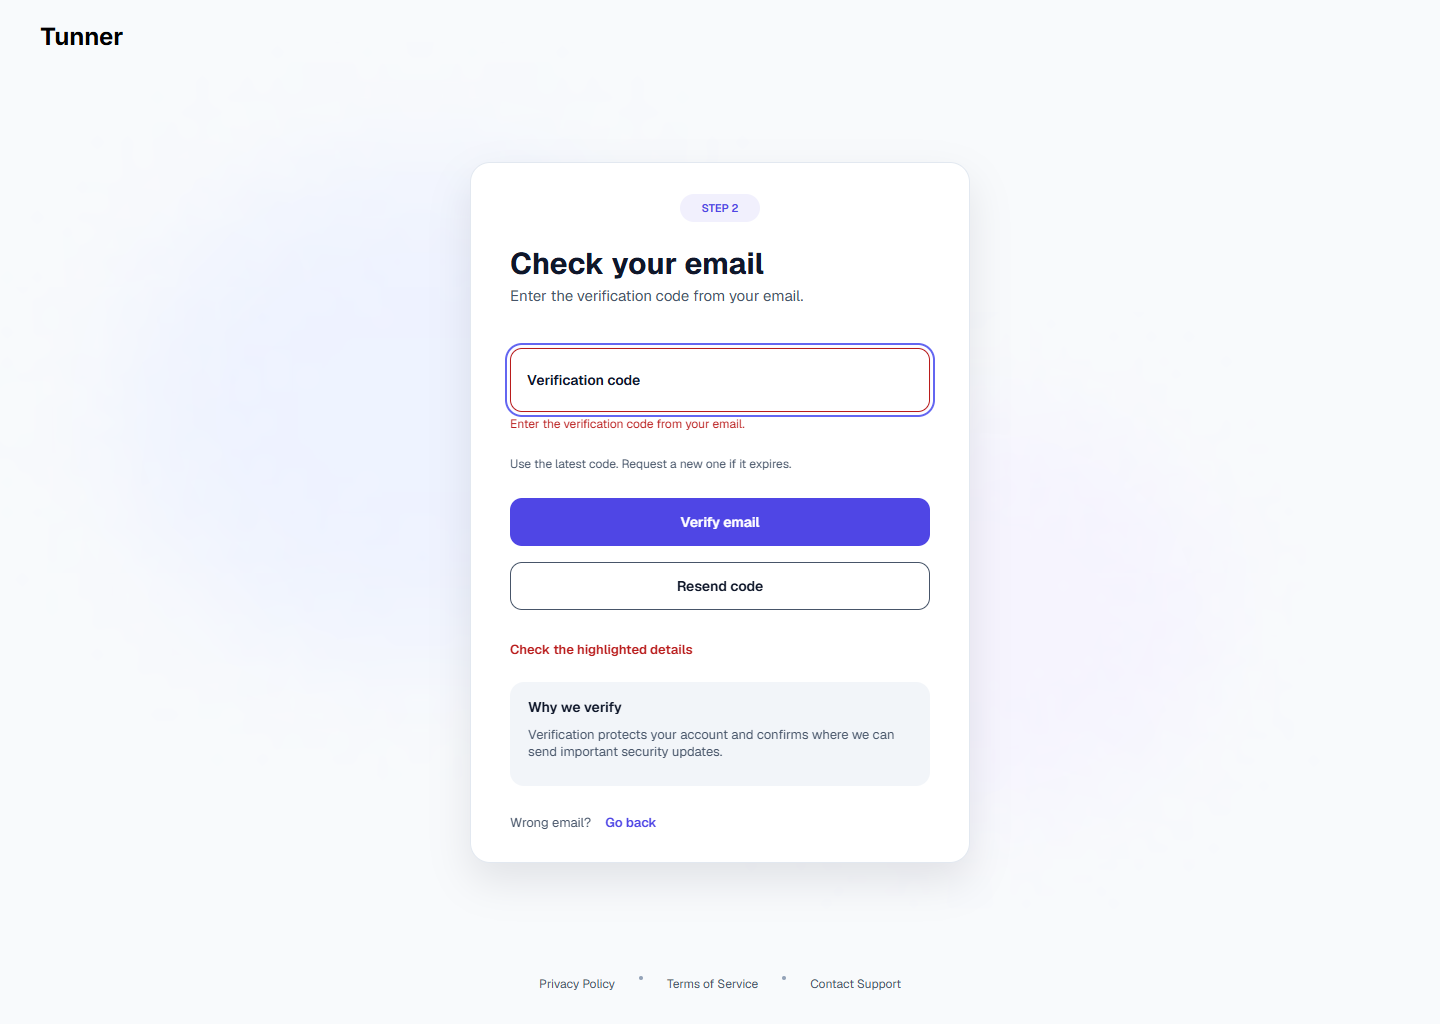 Tunner
STEP 2
Check your email
Enter the verification code from your email.
Verification code
Enter the verification code from your email.
Use the latest code. Request a new one if it expires.
Verify email
Resend code
Check the highlighted details
Why we verify
Verification protects your account and confirms where we can
send important security updates.
Wrong email? Go back
Privacy Policy • Terms of Service • Contact Support